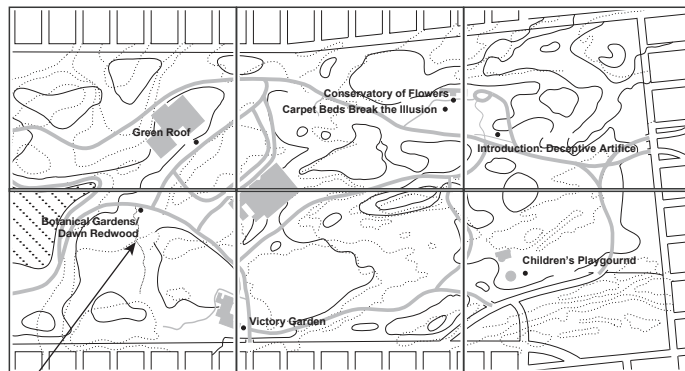 Conservatory of Flowers
Carpet Beds Break the Illusion
Green Roof
Introduction: Deceptive Artifice
Botanical Gardens/
Dawn Redwood
Children's Playgournd
Victory Garden